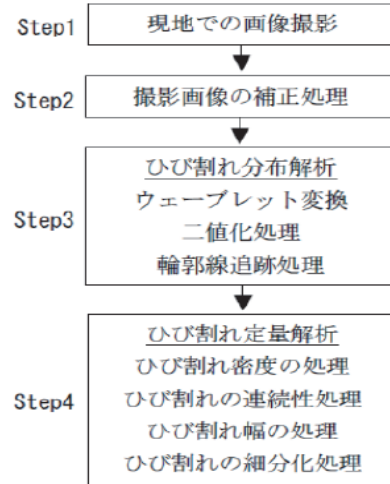 Step1 現地での画像撮影
Step2 撮影画像の補正処理
Step3
ひび割れ分布解析
ウェーブレット変換
二値化処理
輪郭線追跡処理
Step4
ひび割れ定量解析
ひび割れ密度の処理
ひび割れの連続性処理
ひび割れ幅の処理
ひび割れの細分化処理